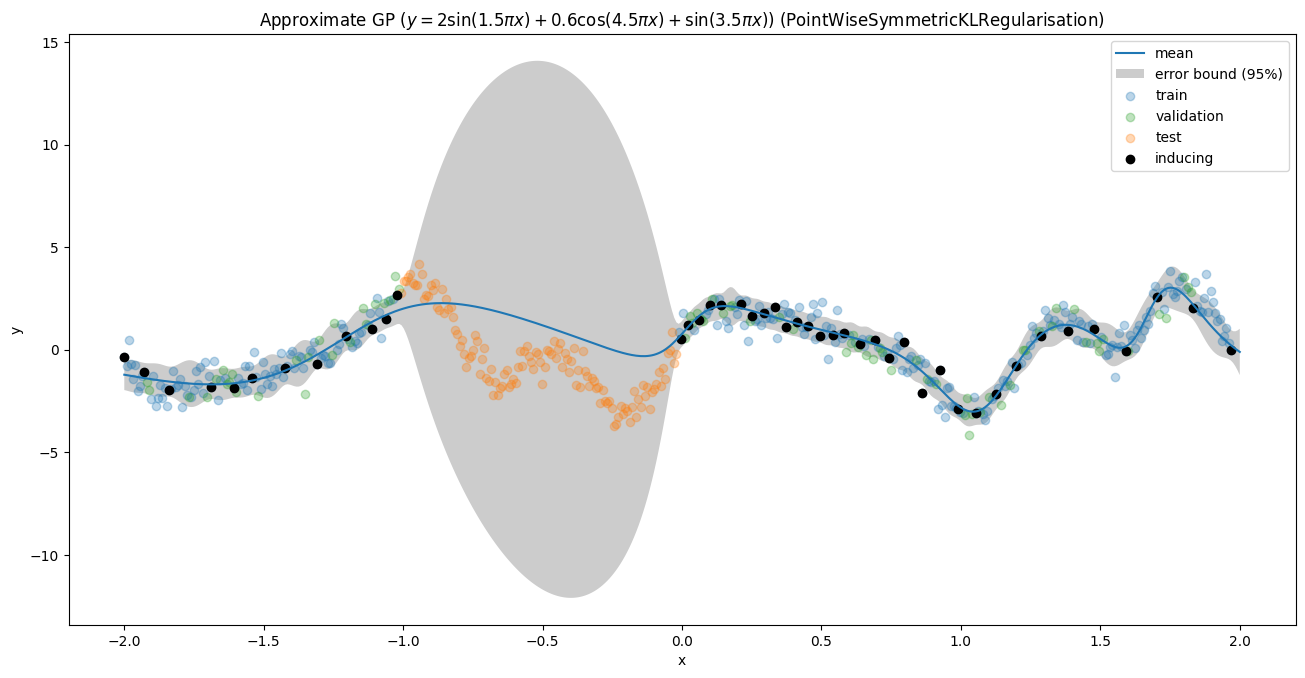 Approximate GP (y = 2sin(1.5πx) + 0.6cos(4.5πx) + sin(3.5πx)) (PointWiseSymmetricKLRegularisation)
mean
error bound (95%)
train
validation
test
inducing
15
10
5
0
−5
−10
y
−2.0
−1.5
−1.0
−0.5
0.0
0.5
1.0
1.5
2.0
x